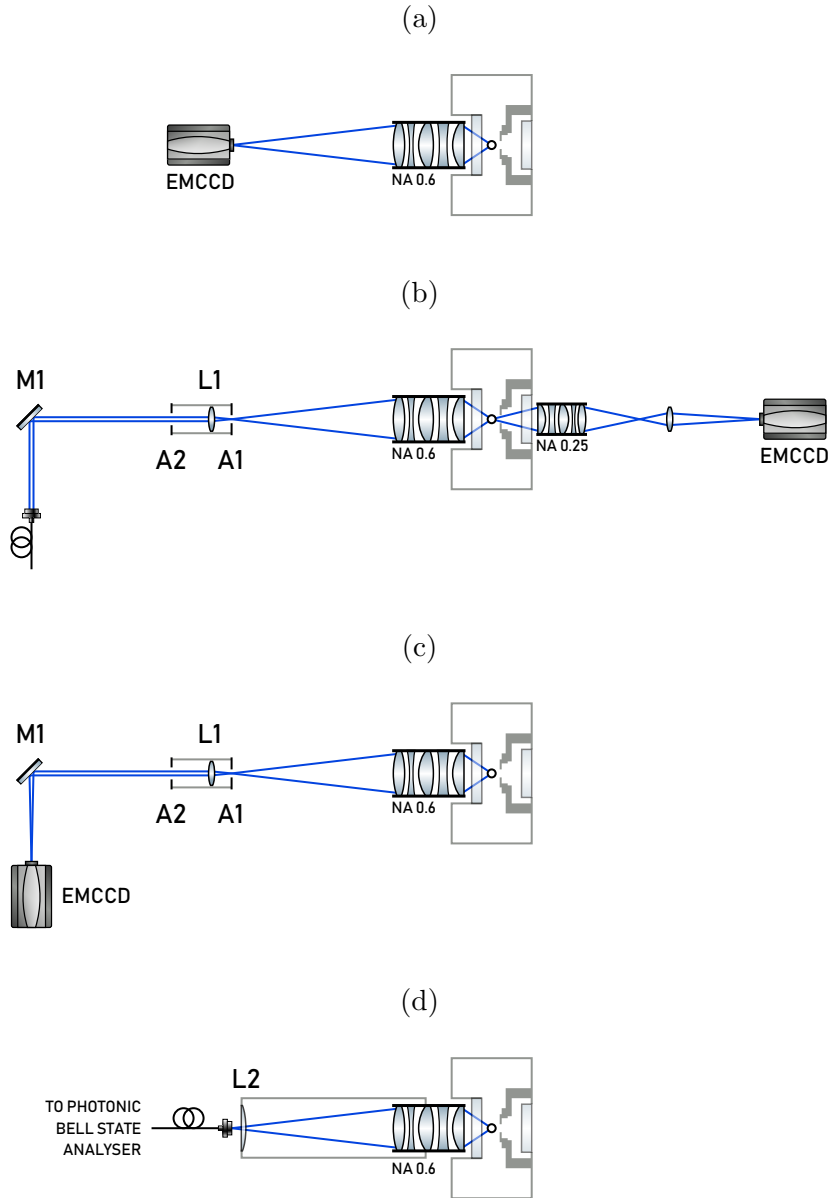 (a)
EMCCD
NA 0.6
(b)
M1
L1
A2
A1
NA 0.6
NA 0.25
EMCCD
(c)
M1
L1
A2
A1
NA 0.6
EMCCD
(d)
L2
TO PHOTONIC
BELL STATE
ANALYSER
NA 0.6